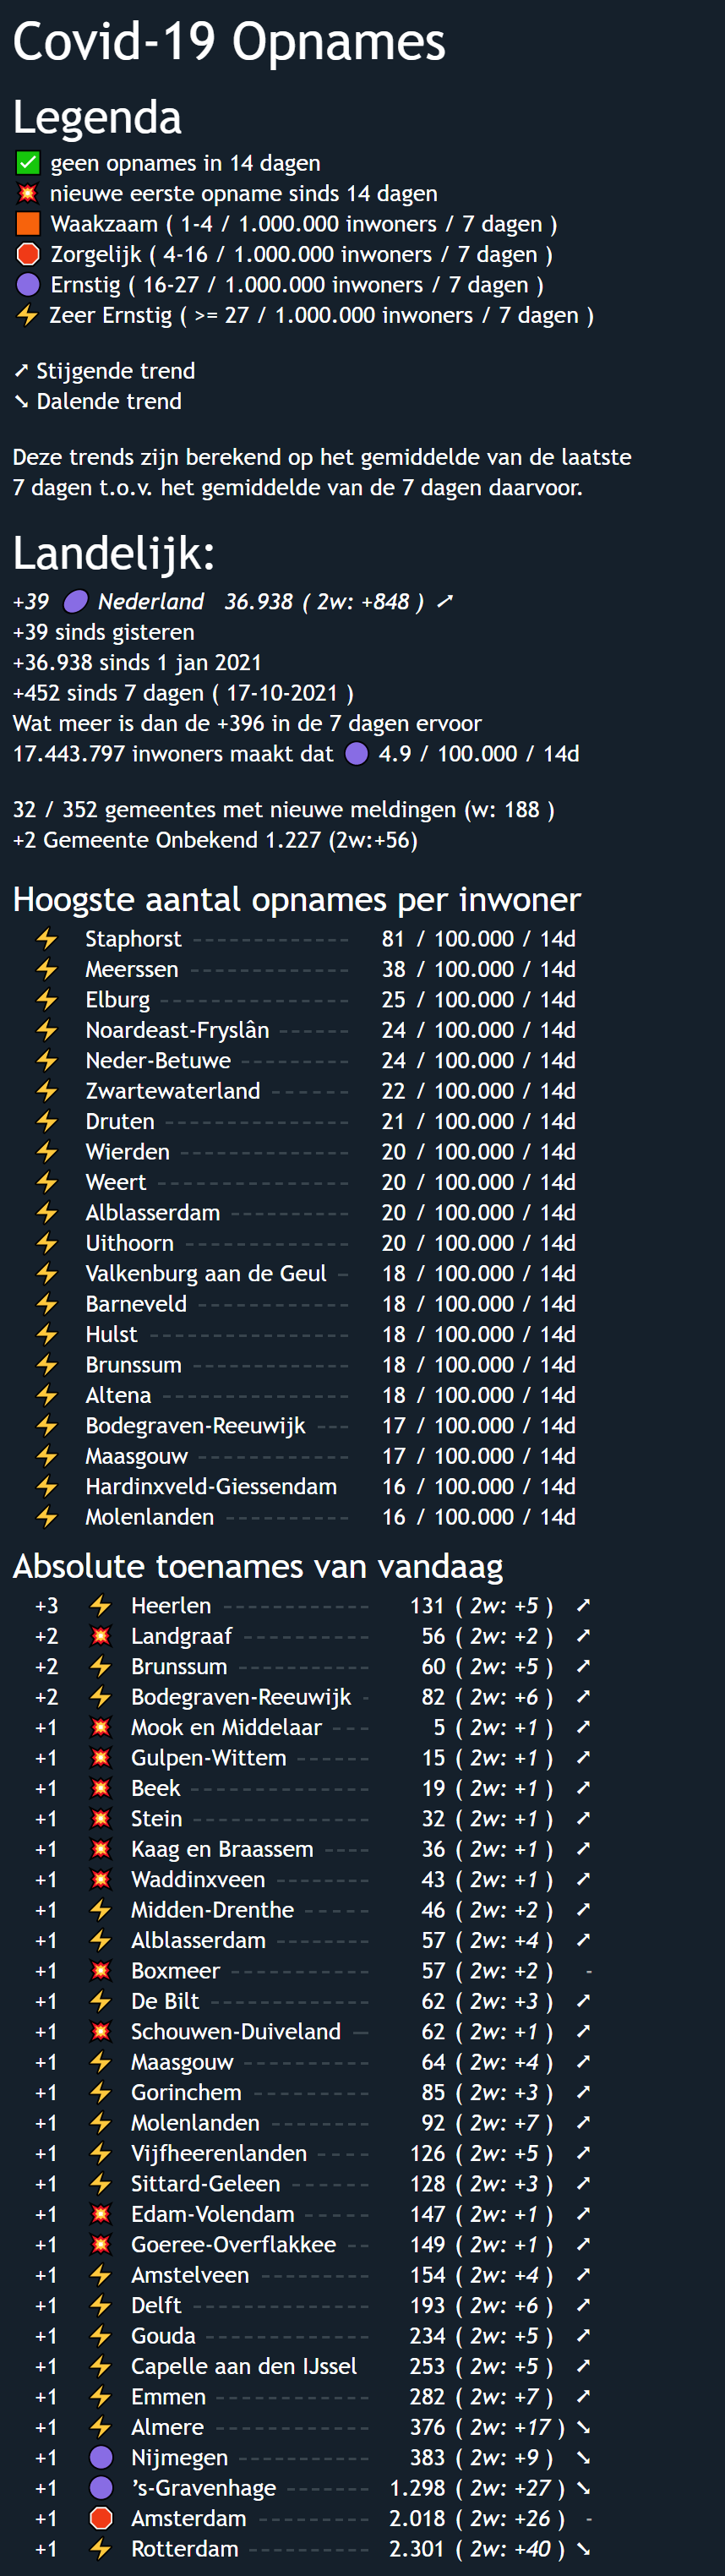 Covid-19 Opnames
Legenda
✅ geen opnames in 14 dagen
💥 nieuwe eerste opname sinds 14 dagen
🟧 Waakzaam ( 1-4 / 1.000.000 inwoners / 7 dagen )
🛑 Zorgelijk ( 4-16 / 1.000.000 inwoners / 7 dagen )
🟣 Ernstig ( 16-27 / 1.000.000 inwoners / 7 dagen )
⚡ Zeer Ernstig ( >= 27 / 1.000.000 inwoners / 7 dagen )
➚ Stijgende trend
➘ Dalende trend
Deze trends zijn berekend op het gemiddelde van de laatste
7 dagen t.o.v. het gemiddelde van de 7 dagen daarvoor.
Landelijk:
+39 🟣 Nederland 36.938 ( 2w: +848 ) ➚
+39 sinds gisteren
+36.938 sinds 1 jan 2021
+452 sinds 7 dagen ( 17-10-2021 )
Wat meer is dan de +396 in de 7 dagen ervoor
17.443.797 inwoners maakt dat 🟣 4.9 / 100.000 / 14d
32 / 352 gemeentes met nieuwe meldingen (w: 188 )
+2 Gemeente Onbekend 1.227 (2w:+56)
Hoogste aantal opnames per inwoner
⚡ Staphorst 81 / 100.000 / 14d
⚡ Meerssen 38 / 100.000 / 14d
⚡ Elburg 25 / 100.000 / 14d
⚡ Noardeast-Fryslân 24 / 100.000 / 14d
⚡ Neder-Betuwe 24 / 100.000 / 14d
⚡ Zwartewaterland 22 / 100.000 / 14d
⚡ Druten 21 / 100.000 / 14d
⚡ Wierden 20 / 100.000 / 14d
⚡ Weert 20 / 100.000 / 14d
⚡ Alblasserdam 20 / 100.000 / 14d
⚡ Uithoorn 20 / 100.000 / 14d
⚡ Valkenburg aan de Geul 18 / 100.000 / 14d
⚡ Barneveld 18 / 100.000 / 14d
⚡ Hulst 18 / 100.000 / 14d
⚡ Brunssum 18 / 100.000 / 14d
⚡ Altena 18 / 100.000 / 14d
⚡ Bodegraven-Reeuwijk 17 / 100.000 / 14d
⚡ Maasgouw 17 / 100.000 / 14d
⚡ Hardinxveld-Giessendam 16 / 100.000 / 14d
⚡ Molenlanden 16 / 100.000 / 14d
Absolute toenames van vandaag
+3 ⚡ Heerlen 131 ( 2w: +5 ) ➚
+2 💥 Landgraaf 56 ( 2w: +2 ) ➚
+2 ⚡ Brunssum 60 ( 2w: +5 ) ➚
+2 ⚡ Bodegraven-Reeuwijk 82 ( 2w: +6 ) ➚
+1 💥 Mook en Middelaar 5 ( 2w: +1 ) ➚
+1 💥 Gulpen-Wittem 15 ( 2w: +1 ) ➚
+1 💥 Beek 19 ( 2w: +1 ) ➚
+1 💥 Stein 32 ( 2w: +1 ) ➚
+1 💥 Kaag en Braassem 36 ( 2w: +1 ) ➚
+1 💥 Waddinxveen 43 ( 2w: +1 ) ➚
+1 ⚡ Midden-Drenthe 46 ( 2w: +2 ) ➚
+1 ⚡ Alblasserdam 57 ( 2w: +4 ) ➚
+1 💥 Boxmeer 57 ( 2w: +2 ) -
+1 ⚡ De Bilt 62 ( 2w: +3 ) ➚
+1 💥 Schouwen-Duiveland 62 ( 2w: +1 ) ➚
+1 ⚡ Maasgouw 64 ( 2w: +4 ) ➚
+1 ⚡ Gorinchem 85 ( 2w: +3 ) ➚
+1 ⚡ Molenlanden 92 ( 2w: +7 ) ➚
+1 ⚡ Vijfheerenlanden 126 ( 2w: +5 ) ➚
+1 ⚡ Sittard-Geleen 128 ( 2w: +3 ) ➚
+1 💥 Edam-Volendam 147 ( 2w: +1 ) ➚
+1 💥 Goeree-Overflakkee 149 ( 2w: +1 ) ➚
+1 ⚡ Amstelveen 154 ( 2w: +4 ) ➚
+1 ⚡ Delft 193 ( 2w: +6 ) ➚
+1 ⚡ Gouda 234 ( 2w: +5 ) ➚
+1 ⚡ Capelle aan den IJssel 253 ( 2w: +5 ) ➚
+1 ⚡ Emmen 282 ( 2w: +7 ) ➚
+1 ⚡ Almere 376 ( 2w: +17 ) ➘
+1 🟣 Nijmegen 383 ( 2w: +9 ) ➘
+1 🟣 ’s-Gravenhage 1.298 ( 2w: +27 ) ➘
+1 🛑 Amsterdam 2.018 ( 2w: +26 ) -
+1 ⚡ Rotterdam 2.301 ( 2w: +40 ) ➘